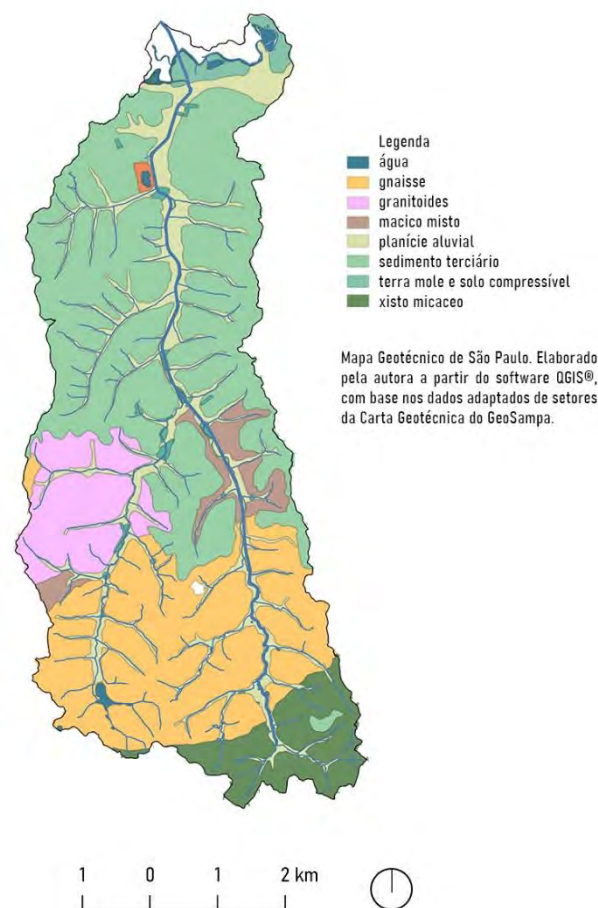 Legenda
água
gnaisse
granitoides
macico misto
planície aluvial
sedimento terciário
terra mole e solo compressível
xisto micaceo
Mapa Geotécnico de São Paulo. Elaborado
pela autora a partir do software QGIS®,
com base nos dados adaptados de setores
da Carta Geotécnica do GeoSampa.
1 0 1 2 km